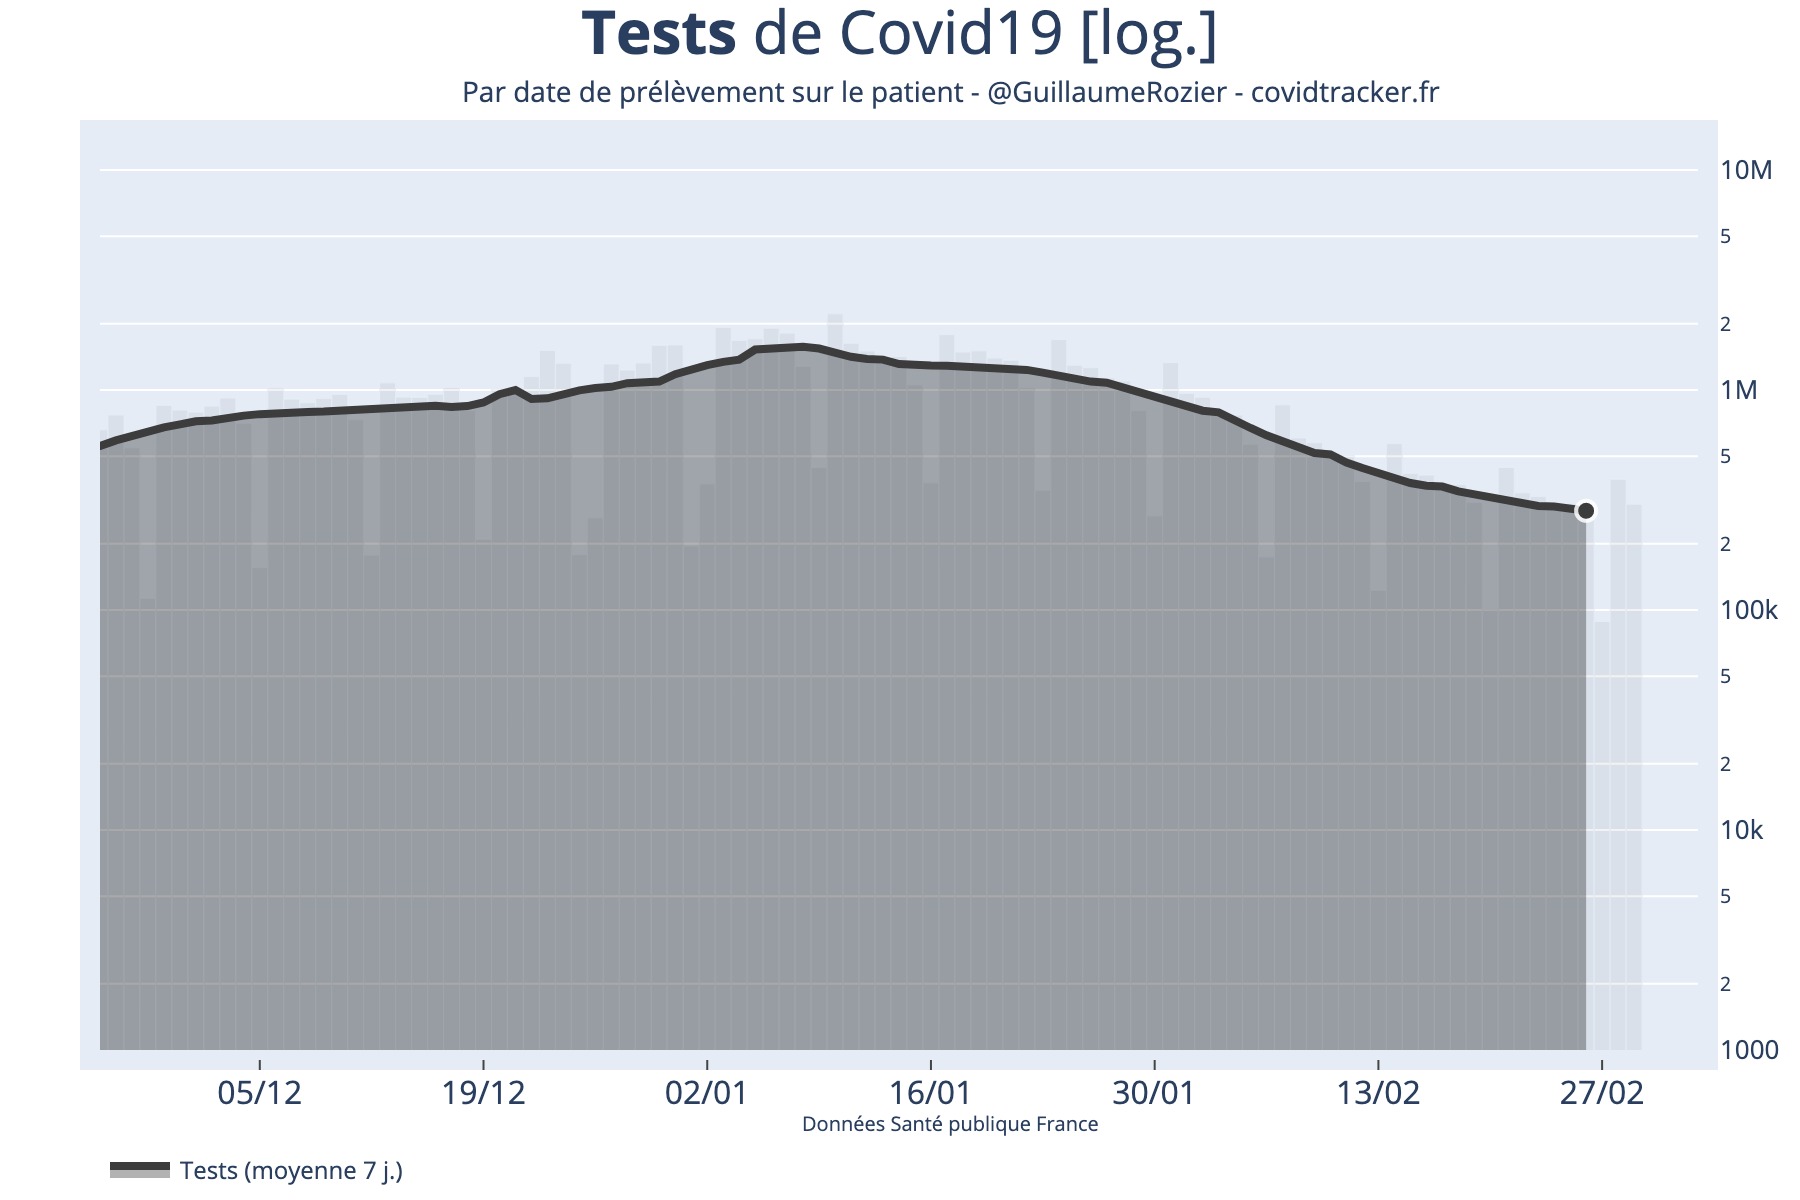 Tests de Covid19 [log.]
Par date de prélèvement sur le patient - @GuillaumeRozier - covidtracker.fr
10M
5
2
1M
5
2
100k
5
2
10k
5
2
1000
05/12 19/12 02/01 16/01 30/01 13/02 27/02
Données Santé publique France
Tests (moyenne 7 j.)